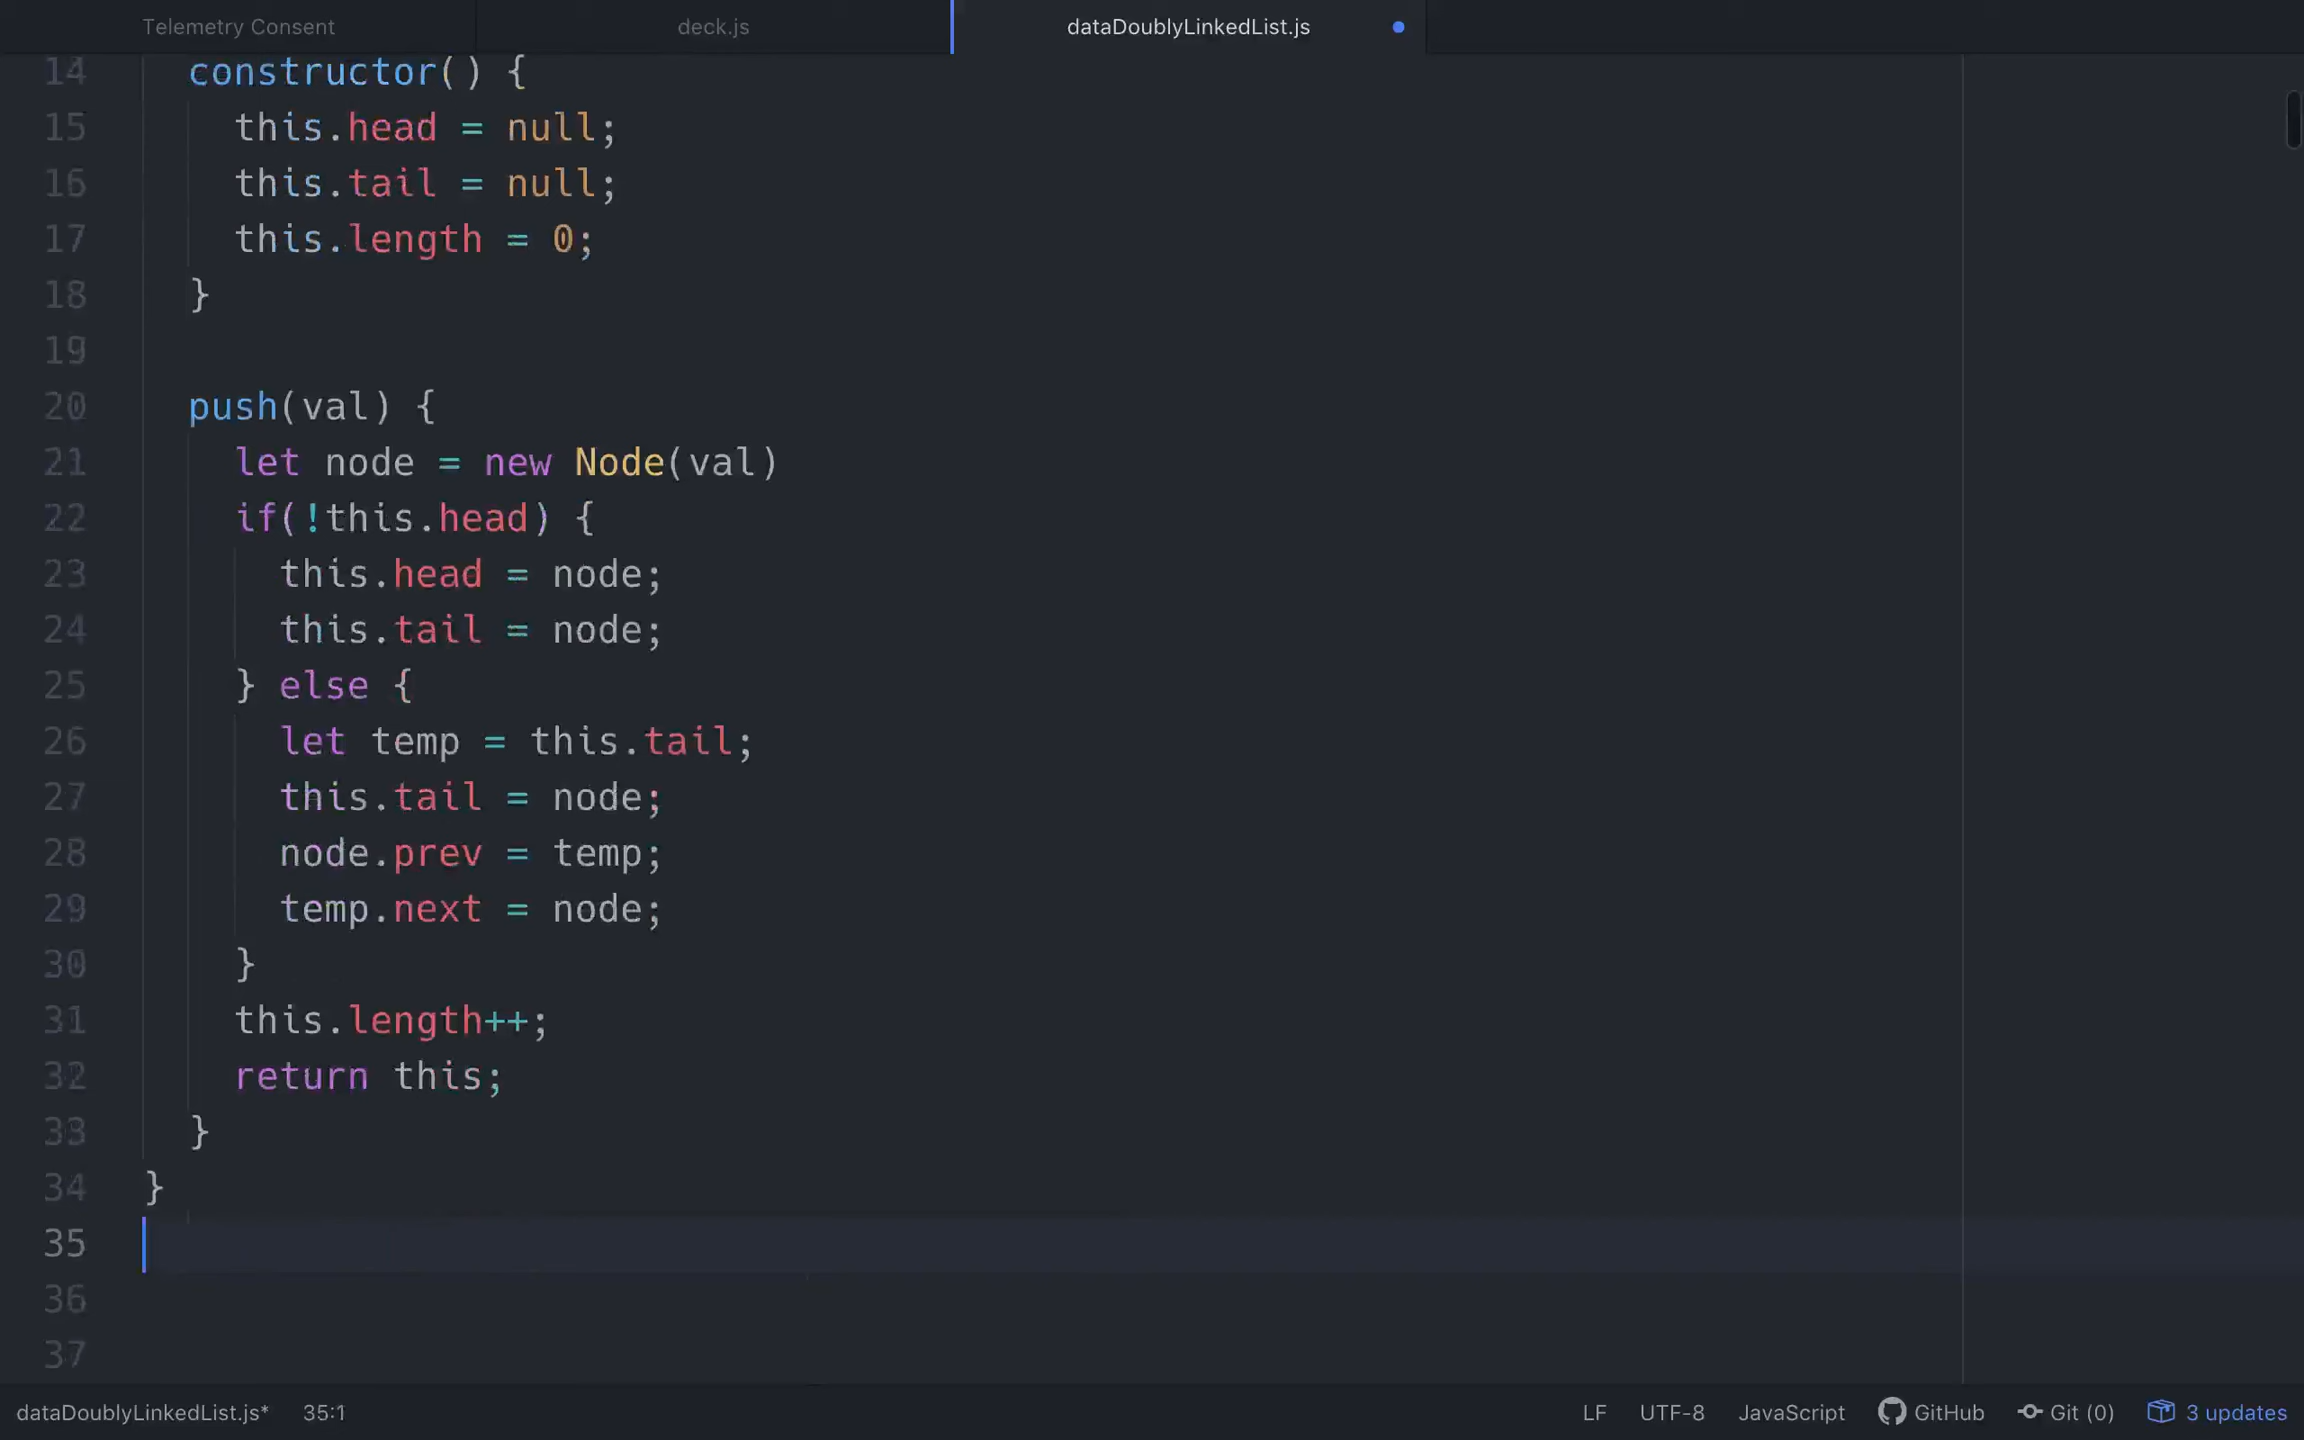 Telemetry Consent deck.js dataDoublyLinkedList.js
14 constructor() {
15 this.head = null;
16 this.tail = null;
17 this.length = 0;
18 }
19
20 push(val) {
21 let node = new Node(val)
22 if(!this.head) {
23 this.head = node;
24 this.tail = node;
25 } else {
26 let temp = this.tail;
27 this.tail = node;
28 node.prev = temp;
29 temp.next = node;
30 }
31 this.length++;
32 return this;
33 }
34 }
35
36
37
dataDoublyLinkedList.js* 35:1 LF UTF-8 JavaScript GitHub Git (0) 3 updates